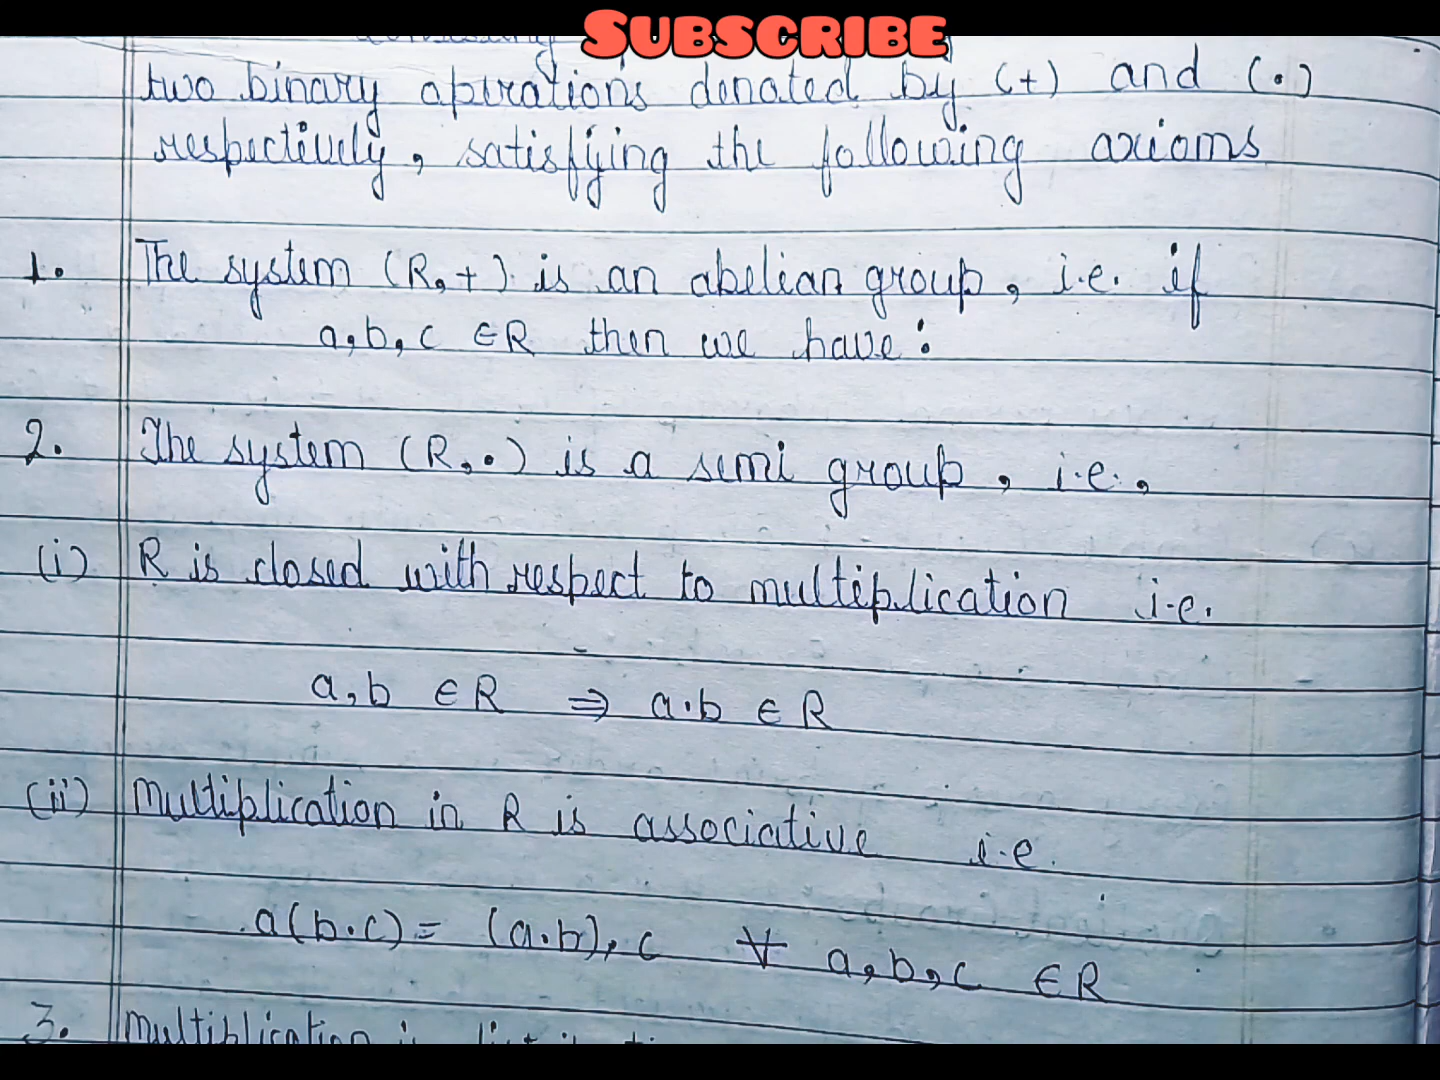 SUBSCRIBE
two binary operations denoted by (+) and (·)
respectively, satisfying the following axioms
1. The system (R,+) is an abelian group, i.e. if
a,b,c ∈R then we have:
2. The system (R,·) is a semi group, i.e.,
(i) R is closed with respect to multiplication i.e.
a,b ∈R ⇒ a·b ∈R
(ii) Multiplication in R is associative i.e.
a(b·c)= (a·b).c ∀ a,b,c ∈R
3. Multiplication is